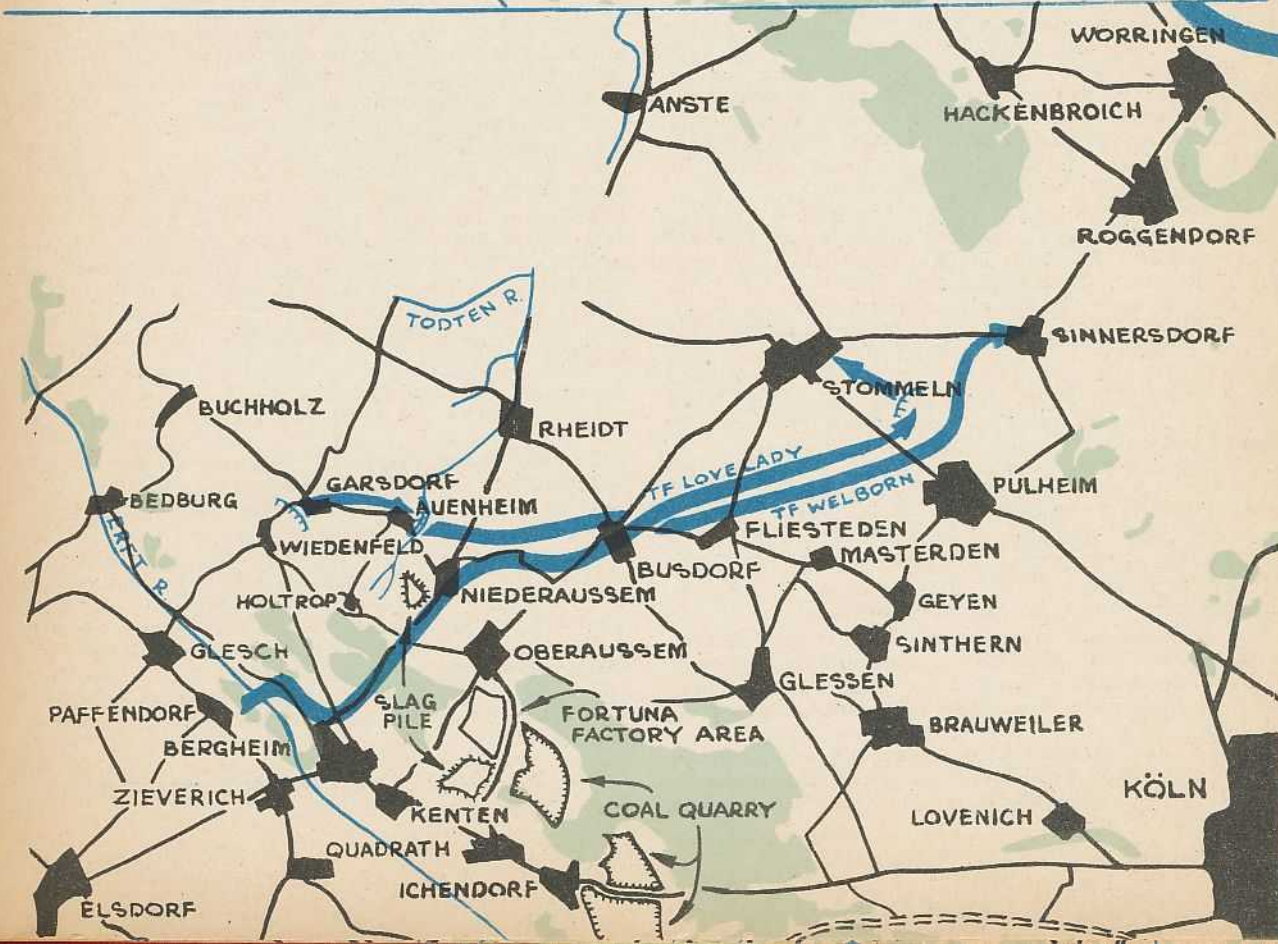 WORRINGEN
ANSTE
HACKENBROICH
ROGGENDORF
TODTEN R.
SINNERSDORF
STOMMELN
BUCHHOLZ
RHEIDT
E
TF LOVELADY
TF WELBORN
GARSDORF
BEDBURG
AUENHEIM
PULHEIM
ERFT R.
WIEDENFELD
FLIESTEDEN
MASTERDEN
BUSDORF
HOLTROP
NIEDERAUSSEM
GEYEN
SINTHERN
GLESCH
OBERAUSSEM
GLESSEN
PAFFENDORF
SLAG
PILE
FORTUNA
FACTORY AREA
BRAUWEILER
BERGHEIM
KÖLN
ZIEVERICH
KENTEN
COAL QUARRY
LOVENICH
QUADRATH
ICHENDORF
ELSDORF